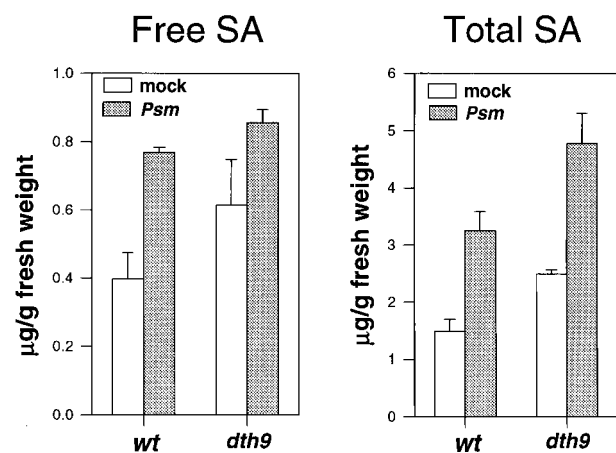 Free SA
Total SA
µg/g fresh weight
1.0
0.8
0.6
0.4
0.2
0.0
mock
Psm
wt
dth9
µg/g fresh weight
6
5
4
3
2
1
0
mock
Psm
wt
dth9